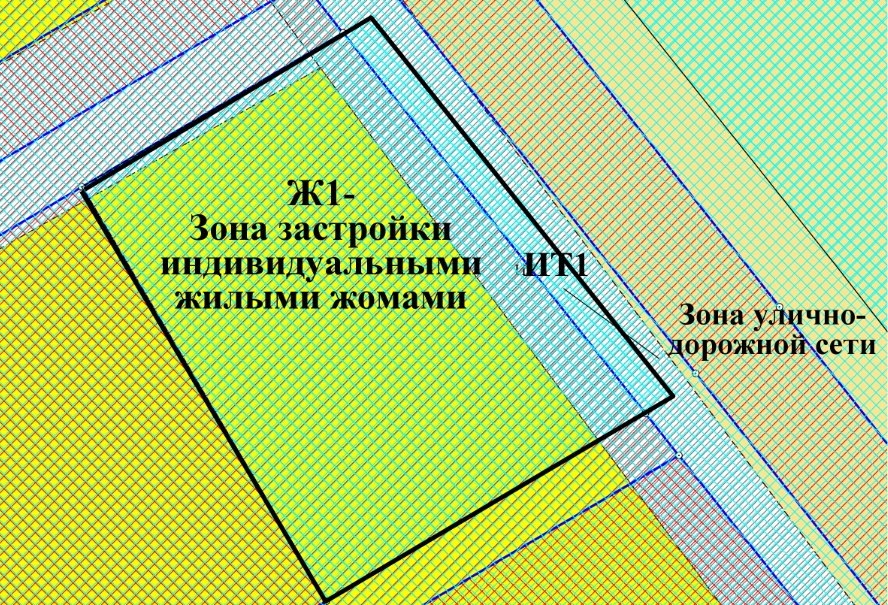 Ж1-
Зона застройки
индивидуальными
жилыми жомами
ИТ1
Зона улично-
дорожной сети